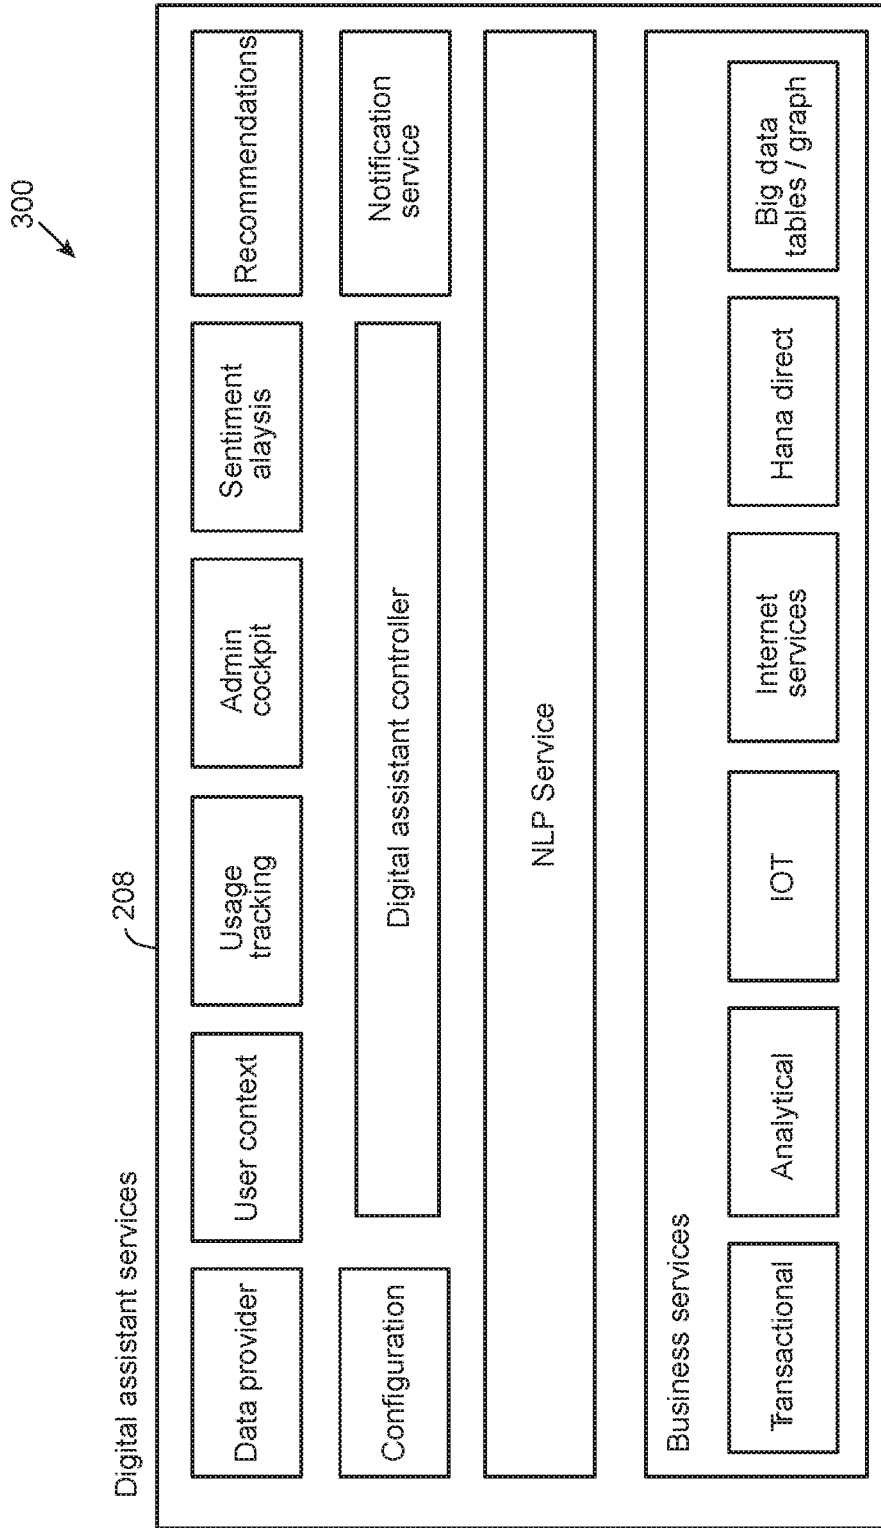 300
Digital assistant services
208
Data provider
User context
Usage
tracking
Admin
cockpit
Sentiment
alaysis
Recommendations
Configuration
Digital assistant controller
Notification
service
NLP Service
Business services
Transactional
Analytical
IOT
Internet
services
Hana direct
Big data
tables / graph